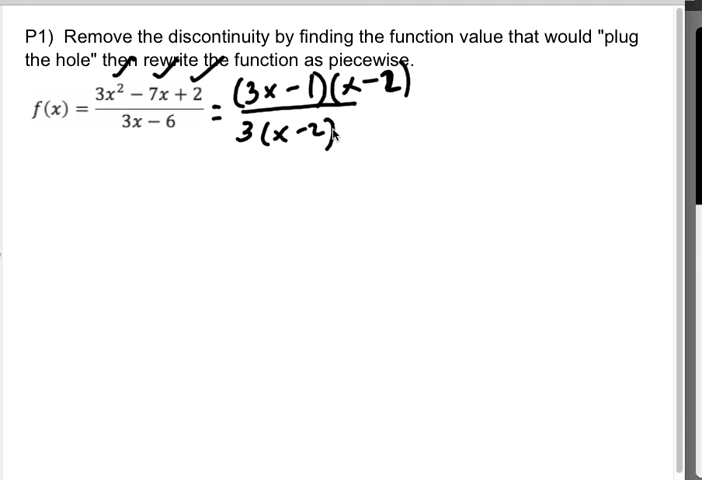 P1) Remove the discontinuity by finding the function value that would "plug
the hole" then rewrite the function as piecewise.
f(x) = (3x² − 7x + 2)/(3x − 6) = ((3x-1)(x-2))/(3(x-2))